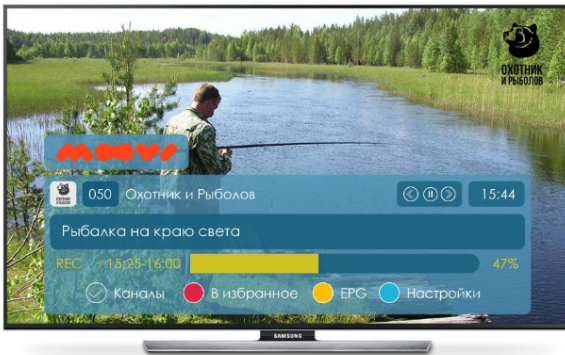 ОХОТНИК
И РЫБОЛОВ
моovi
050 Охотник и Рыболов
15:44
Рыбалка на краю света
REC 15:25-16:00 47%
Каналы В избранное EPG Настройки
SAMSUNG